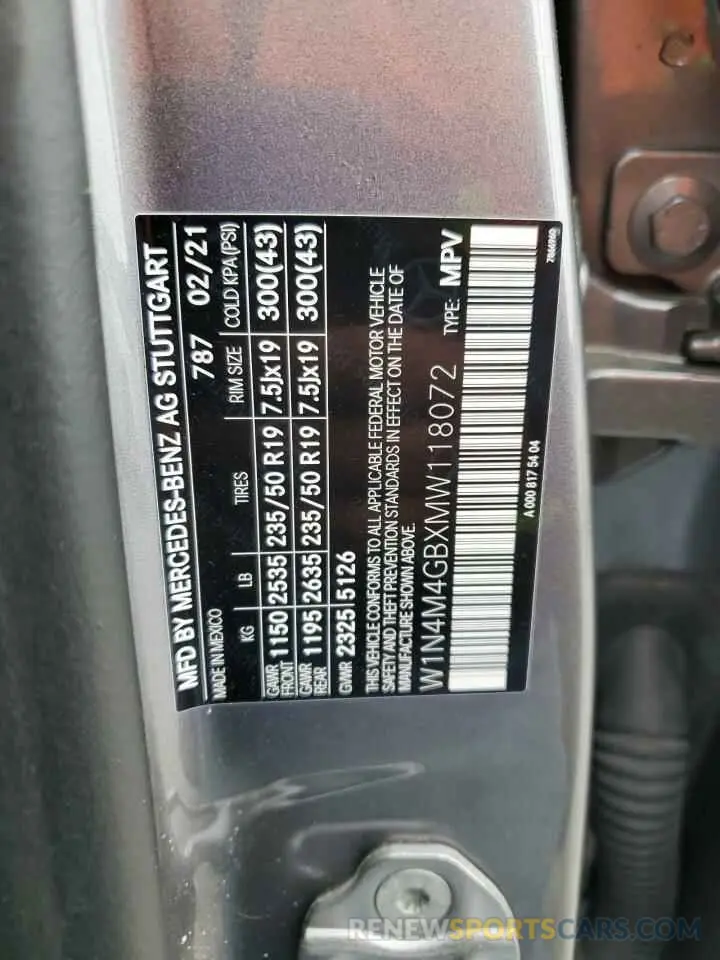 MFD BY MERCEDES-BENZ AG STUTTGART
MADE IN MEXICO 787 02/21
KG LB TIRES RIM SIZE COLD KPA(PSI)
GAWR FRONT 1150 2535 235/50 R19 7.5Jx19 300(43)
GAWR REAR 1195 2635 235/50 R19 7.5Jx19 300(43)
GVWR 2325 5126
THIS VEHICLE CONFORMS TO ALL APPLICABLE FEDERAL MOTOR VEHICLE
SAFETY AND THEFT PREVENTION STANDARDS IN EFFECT ON THE DATE OF
MANUFACTURE SHOWN ABOVE.
W1N4M4GBXMW118072 TYPE: MPV
A 000 817 54 04
RENEWSPORTSCARS.COM